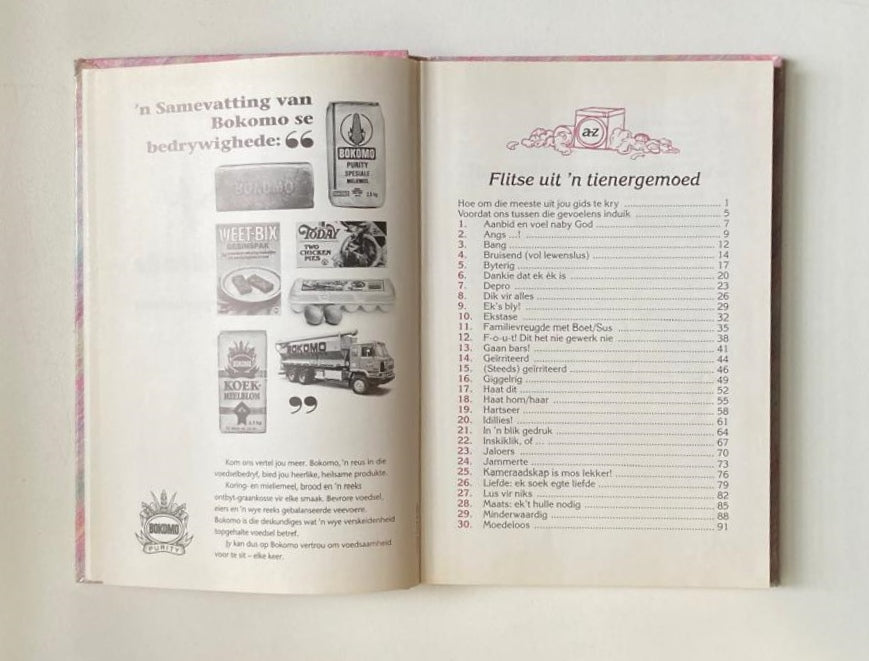 'n Samevatting van
Bokomo se
bedrywighede: “
BOKOMO
PURITY
SPESIALE
MIELIEMEEL
BOKOMO
WEET-BIX
GESINSPAK
TODAY
TWO
CHICKEN
PIES
BOKOMO
KOEK-
MEELBLOM
BOKOMO
”
Kom ons vertel jou meer. Bokomo, 'n reus in die
voedselbedryf, bied jou heerlike, heilsame produkte.
Koring- en mieliemeel, brood en 'n reeks
ontbyt-graankosse vir elke smaak. Bevrore voedsel,
eiers en 'n wye reeks gebalanseerde veevoere.
Bokomo is die deskundiges wat 'n wye verskeidenheid
topgehalte voedsel betref.
Jy kan dus op Bokomo vertrou om voedsaamheid
voor te sit – elke keer.
BOKOMO
PURITY
a-z
Flitse uit 'n tienergemoed
Hoe om die meeste uit jou gids te kry 1
Voordat ons tussen die gevoelens induik 5
1. Aanbid en voel naby God 7
2. Angs ...! 9
3. Bang 12
4. Bruisend (vol lewenslus) 14
5. Byterig 17
6. Dankie dat ek ék is 20
7. Depro 23
8. Dik vir alles 26
9. Ek's bly! 29
10. Ekstase 32
11. Familievreugde met Boet/Sus 35
12. F-o-u-t! Dit het nie gewerk nie 38
13. Gaan bars! 41
14. Geïrriteerd 44
15. (Steeds) geïrriteerd 46
16. Giggelrig 49
17. Haat dit 52
18. Haat hom/haar 55
19. Hartseer 58
20. Idillies! 61
21. In 'n blik gedruk 64
22. Inskiklik, of ... 67
23. Jaloers 70
24. Jammerte 73
25. Kameraadskap is mos lekker! 76
26. Liefde: ek soek egte liefde 79
27. Lus vir niks 82
28. Maats: ek't hulle nodig 85
29. Minderwaardig 88
30. Moedeloos 91